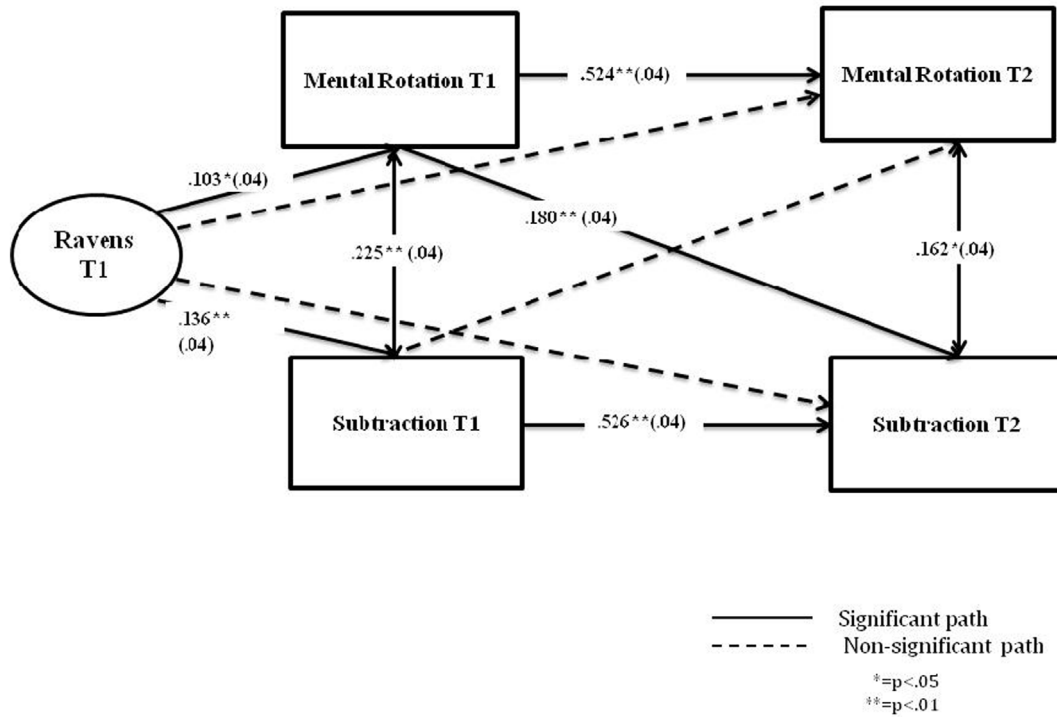 Mental Rotation T1
.524**(.04)
Mental Rotation T2
.103*(.04)
.180** (.04)
Ravens
T1
.225** (.04)
.162*(.04)
.136**
(.04)
Subtraction T1
.526**(.04)
Subtraction T2
Significant path
Non-significant path
*=p<.05
**=p<.01